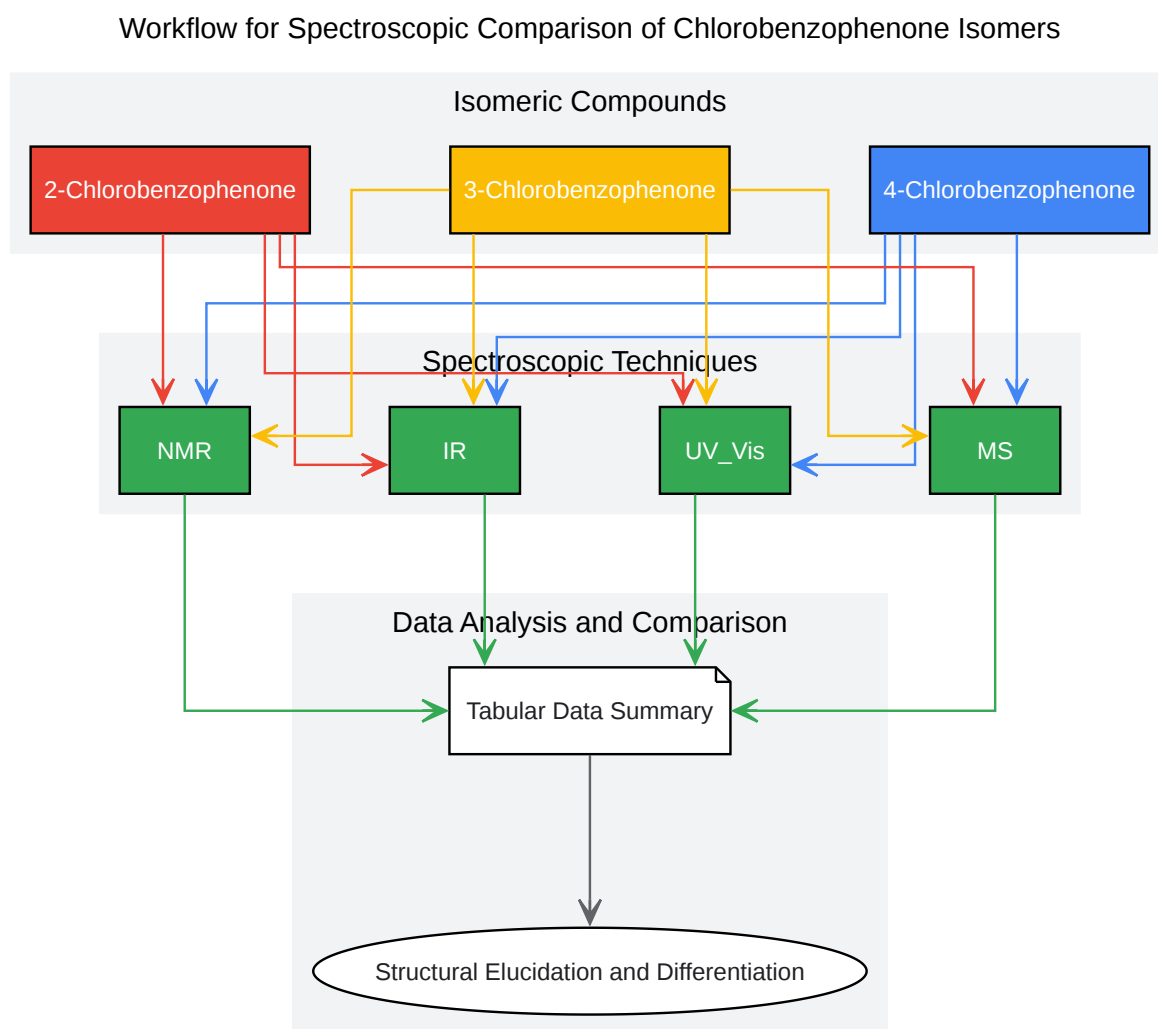 Workflow for Spectroscopic Comparison of Chlorobenzophenone Isomers
Isomeric Compounds
2-Chlorobenzophenone
3-Chlorobenzophenone
4-Chlorobenzophenone
Spectroscopic Techniques
NMR
IR
UV_Vis
MS
Data Analysis and Comparison
Tabular Data Summary
Structural Elucidation and Differentiation